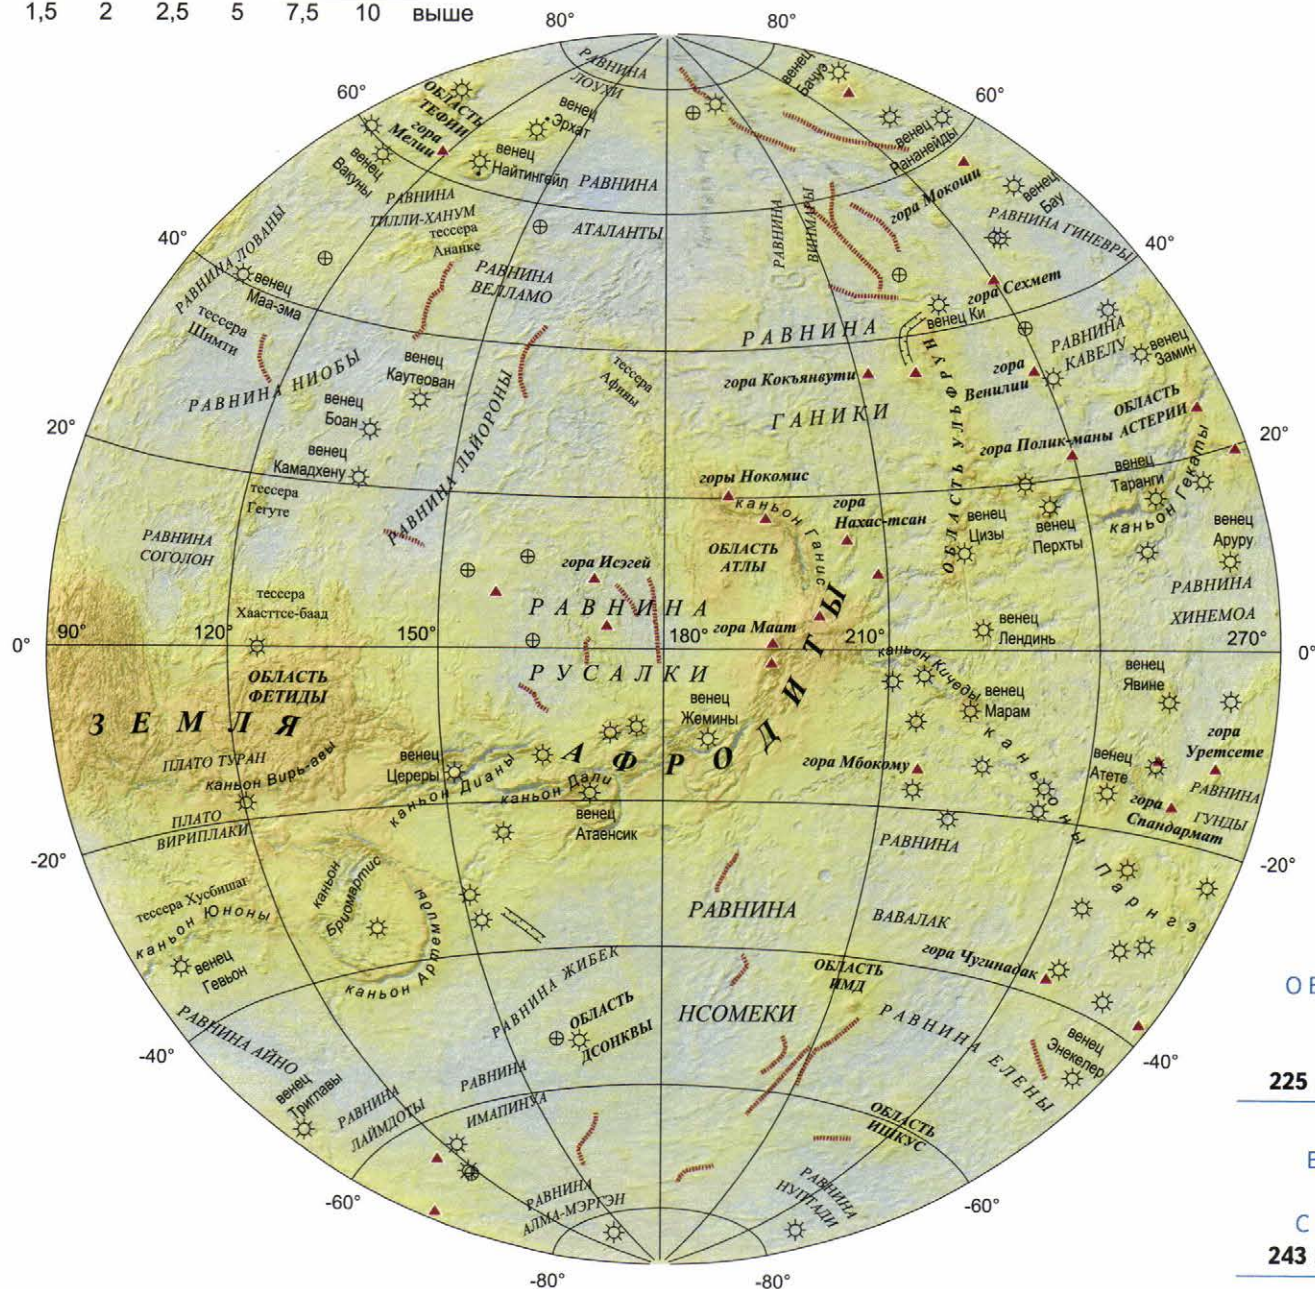 1,5 2 2,5 5 7,5 10 выше
80° 80°
РАВНИНА
ЛОУХИ
60°
60°
ОБЛАСТЬ
ТЕФИИ
гора
Мелии
венец
Эрхат
венец
Вакуны
венец
Найтингейл
венец
Бачуэ
венец
Рананейды
гора Мокоши
венец
Бау
РАВНИНА ГИНЕВРЫ
РАВНИНА
ТИЛЛИ-ХАНУМ
тессера
Ананке
РАВНИНА
АТАЛАНТЫ
РАВНИНА
ВИНМАРЫ
40°
40°
РАВНИНА ЛОВАНЫ
венец
Маа-эма
тессера
Шимти
РАВНИНА
ВЕЛЛАМО
гора Сехмет
венец Ки
РАВНИНА
КАВЕЛУ
венец
Замин
РАВНИНА
ГАНИКИ
РАВНИНА НИОБЫ
венец
Каутеован
тессера
Афины
гора Кокъянвути
гора
Венилии
ОБЛАСТЬ
АСТЕРИИ
ОБЛАСТЬ УЛЬФРУН
венец
Боан
20°
20°
венец
Камадхену
РАВНИНА ЛЬЙОРОНЫ
гора Полик-маны
венец
Таранги
каньон Гекаты
тессера
Гегуте
горы Нокомис
каньон Ганис
гора
Нахас-тсан
венец
Цизы
венец
Перхты
венец
Аруру
РАВНИНА
СОГОЛОН
гора Исэгей
ОБЛАСТЬ
АТЛЫ
РАВНИНА
ХИНЕМОА
тессера
Хаасттсе-баад
РАВНИНА
РУСАЛКИ
гора Маат
венец
Лендинь
0° 90° 120° 150° 180° 210° 270° 0°
ОБЛАСТЬ
ФЕТИДЫ
каньон Кичеды
венец
Марам
венец
Явине
ЗЕМЛЯ
АФРОДИТЫ
венец
Жемины
гора
Уретсете
ПЛАТО ТУРАН
каньон Вирь-авы
венец
Цереры
каньон Дианы
каньон Дали
гора Мбокому
венец
Атете
каньоны Парнгэ
гора
Спандармат
РАВНИНА
ГУНДЫ
ПЛАТО
ВИРИПЛАКИ
венец
Атаенсик
РАВНИНА
ВАВАЛАК
-20°
-20°
тессера Хусбишаг
каньон Юноны
каньон
Бриомартис
каньон Артемиды
венец
Гевьон
РАВНИНА
НСОМЕКИ
гора Чугинадак
ОБЛАСТЬ
ИМД
РАВНИНА ЖИБЕК
ОБЛАСТЬ
ДСОНКВЫ
РАВНИНА ЕЛЕНЫ
венец
Энекелер
-40°
-40°
РАВНИНА АЙНО
венец
Триглавы
РАВНИНА
ЛАЙМДОТЫ
РАВНИНА
ИМАПИНУА
ОБЛАСТЬ
ИШКУС
225
-60°
-60°
РАВНИНА
АЛМА-МЭРГЭН
РАВНИНА
НУПТАДИ
С
243
-80° -80°